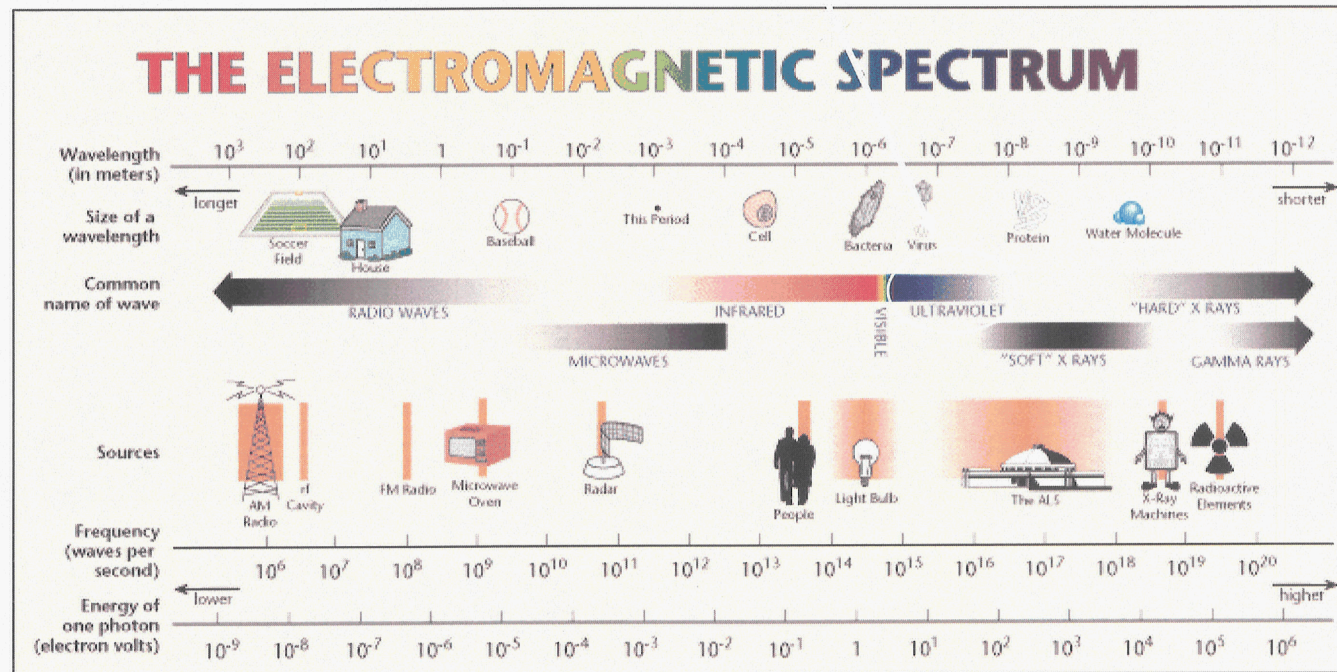 THE ELECTROMAGNETIC SPECTRUM
Wavelength
(in meters)
10³ 10² 10¹ 1 10⁻¹ 10⁻² 10⁻³ 10⁻⁴ 10⁻⁵ 10⁻⁶ 10⁻⁷ 10⁻⁸ 10⁻⁹ 10⁻¹⁰ 10⁻¹¹ 10⁻¹²
longer
shorter
Size of a
wavelength
Soccer
Field
House
Baseball
This Period
Cell
Bacteria
Virus
Protein
Water Molecule
Common
name of wave
RADIO WAVES
INFRARED
VISIBLE
ULTRAVIOLET
"HARD" X RAYS
MICROWAVES
"SOFT" X RAYS
GAMMA RAYS
Sources
AM
Radio
rf
Cavity
FM Radio
Microwave
Oven
Radar
People
Light Bulb
The ALS
X-Ray
Machines
Radioactive
Elements
Frequency
(waves per
second)
10⁶ 10⁷ 10⁸ 10⁹ 10¹⁰ 10¹¹ 10¹² 10¹³ 10¹⁴ 10¹⁵ 10¹⁶ 10¹⁷ 10¹⁸ 10¹⁹ 10²⁰
lower
higher
Energy of
one photon
(electron volts)
10⁻⁹ 10⁻⁸ 10⁻⁷ 10⁻⁶ 10⁻⁵ 10⁻⁴ 10⁻³ 10⁻² 10⁻¹ 1 10¹ 10² 10³ 10⁴ 10⁵ 10⁶